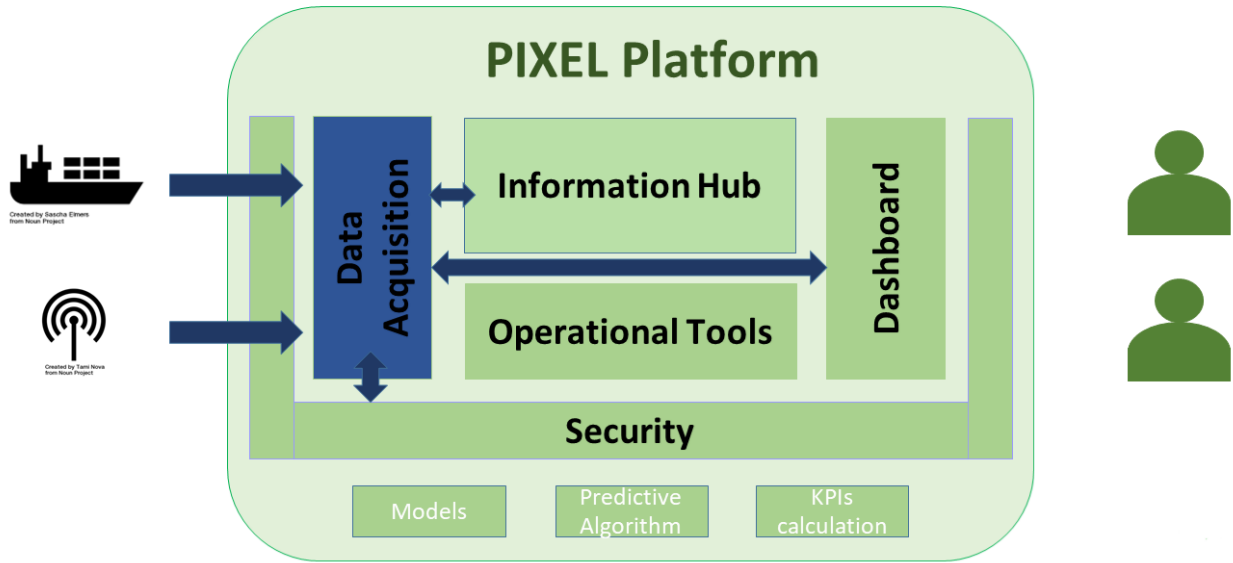 PIXEL Platform
Data
Acquisition
Information Hub
Operational Tools
Dashboard
Security
Created by Sascha Elmers
from Noun Project
Created by Tami Nova
from Noun Project
Models
Predictive
Algorithm
KPIs
calculation